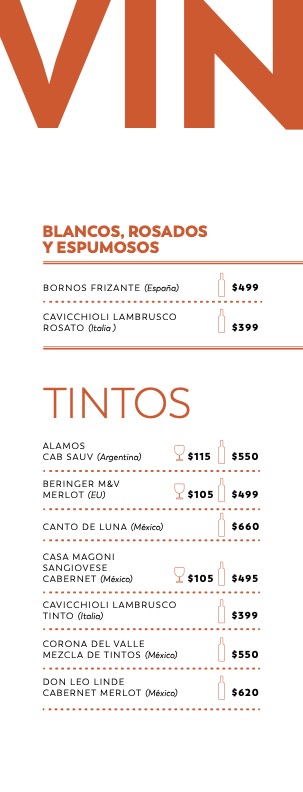 VIN
BLANCOS, ROSADOS
Y ESPUMOSOS
BORNOS FRIZANTE (España) $499
CAVICCHIOLI LAMBRUSCO
ROSATO (Italia ) $399
TINTOS
ALAMOS
CAB SAUV (Argentina) $115 $550
BERINGER M&V
MERLOT (EU) $105 $499
CANTO DE LUNA (México) $660
CASA MAGONI
SANGIOVESE
CABERNET (México) $105 $495
CAVICCHIOLI LAMBRUSCO
TINTO (Italia) $399
CORONA DEL VALLE
MEZCLA DE TINTOS (México) $550
DON LEO LINDE
CABERNET MERLOT (México) $620